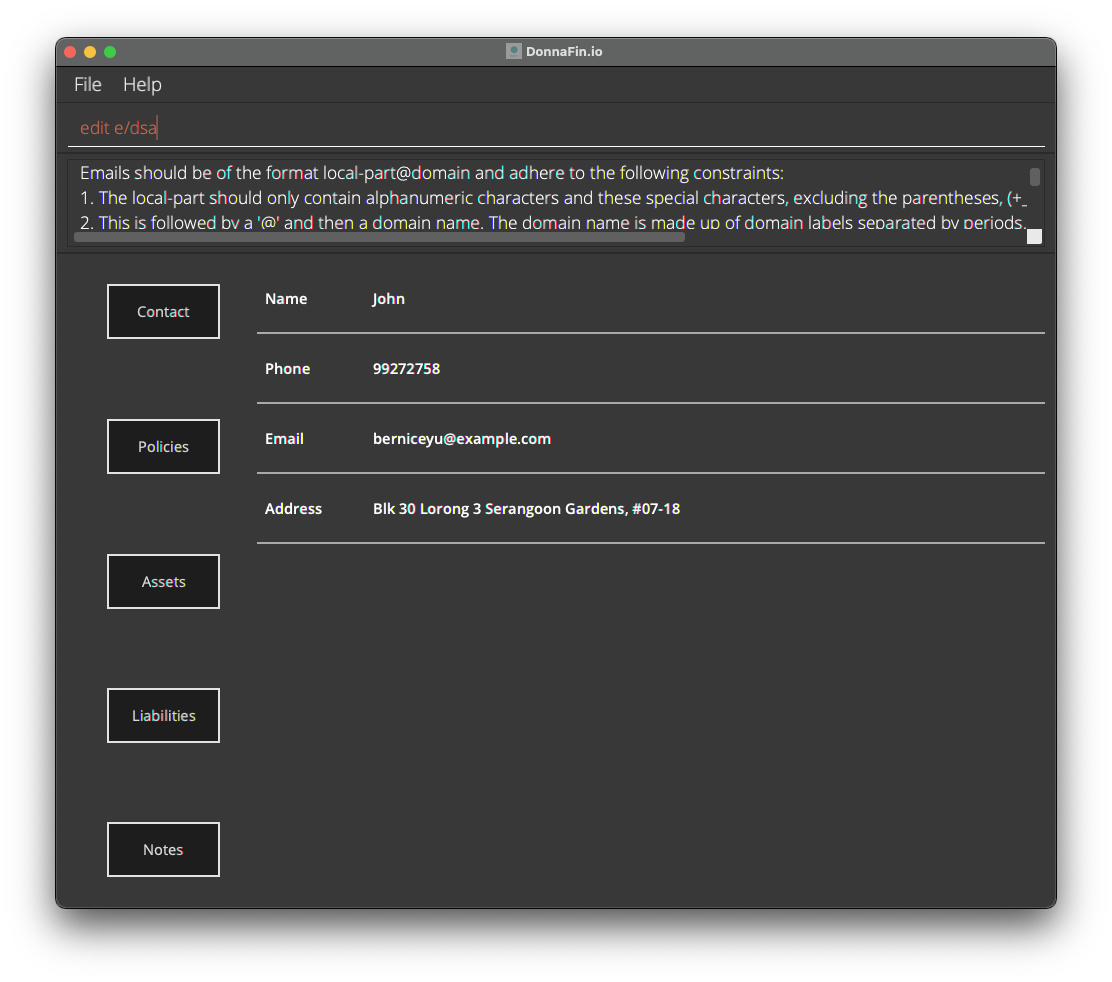 DonnaFin.io
File Help
edit e/dsa
Emails should be of the format local-part@domain and adhere to the following constraints:
1. The local-part should only contain alphanumeric characters and these special characters, excluding the parentheses, (+_
2. This is followed by a '@' and then a domain name. The domain name is made up of domain labels separated by periods.
Contact
Name John
Phone 99272758
Policies
Email berniceyu@example.com
Address Blk 30 Lorong 3 Serangoon Gardens, #07-18
Assets
Liabilities
Notes